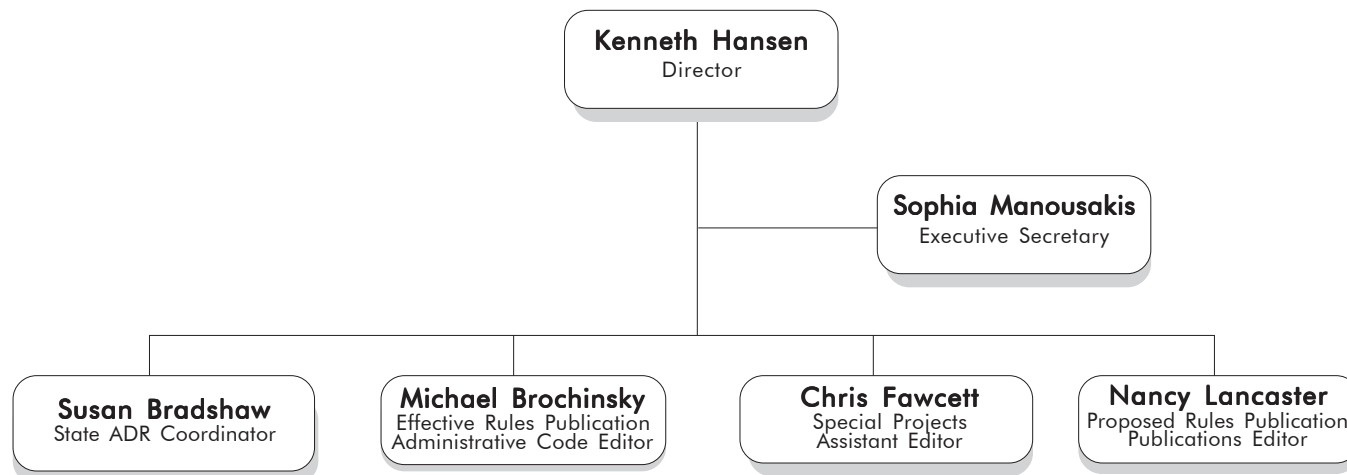 Kenneth Hansen
Director
Sophia Manousakis
Executive Secretary
Susan Bradshaw
State ADR Coordinator
Michael Brochinsky
Effective Rules Publication
Administrative Code Editor
Chris Fawcett
Special Projects
Assistant Editor
Nancy Lancaster
Proposed Rules Publication
Publications Editor